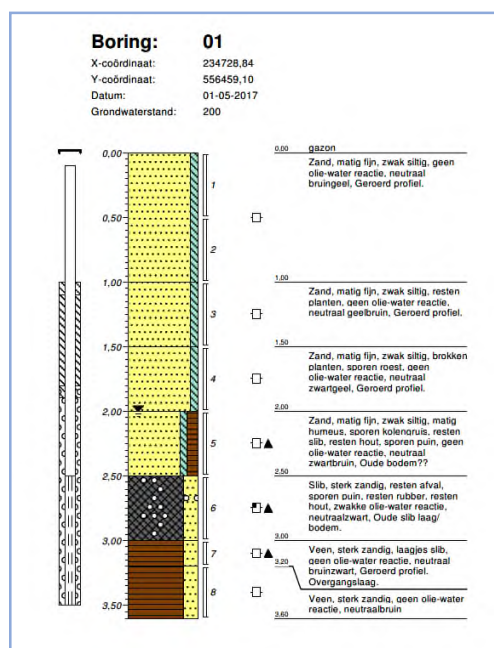 Boring: 01
X-coördinaat: 234728,84
Y-coördinaat: 556459,10
Datum: 01-05-2017
Grondwaterstand: 200
0,00
0,50
1,00
1,50
2,00
2,50
3,00
3,50
1
2
3
4
5
6
7
8
0,00 gazon
Zand, matig fijn, zwak siltig, geen
olie-water reactie, neutraal
bruingeel, Geroerd profiel.
1,00
Zand, matig fijn, zwak siltig, resten
planten, geen olie-water reactie,
neutraal geelbruin, Geroerd profiel.
1,50
Zand, matig fijn, zwak siltig, brokken
planten, sporen roest, geen
olie-water reactie, neutraal
zwartgeel, Geroerd profiel.
2,00
Zand, matig fijn, zwak siltig, matig
humeus, sporen kolengruis, resten
slib, resten hout, sporen puin, geen
olie-water reactie, neutraal
zwartbruin, Oude bodem??
2,50
Slib, sterk zandig, resten afval,
sporen puin, resten rubber, resten
hout, zwakke olie-water reactie,
neutraalzwart, Oude slib laag/
bodem.
3,00
Veen, sterk zandig, laagjes slib,
geen olie-water reactie, neutraal
bruinzwart, Geroerd profiel.
Overgangslaag.
3,20
Veen, sterk zandig, geen olie-water
reactie, neutraalbruin
3,60